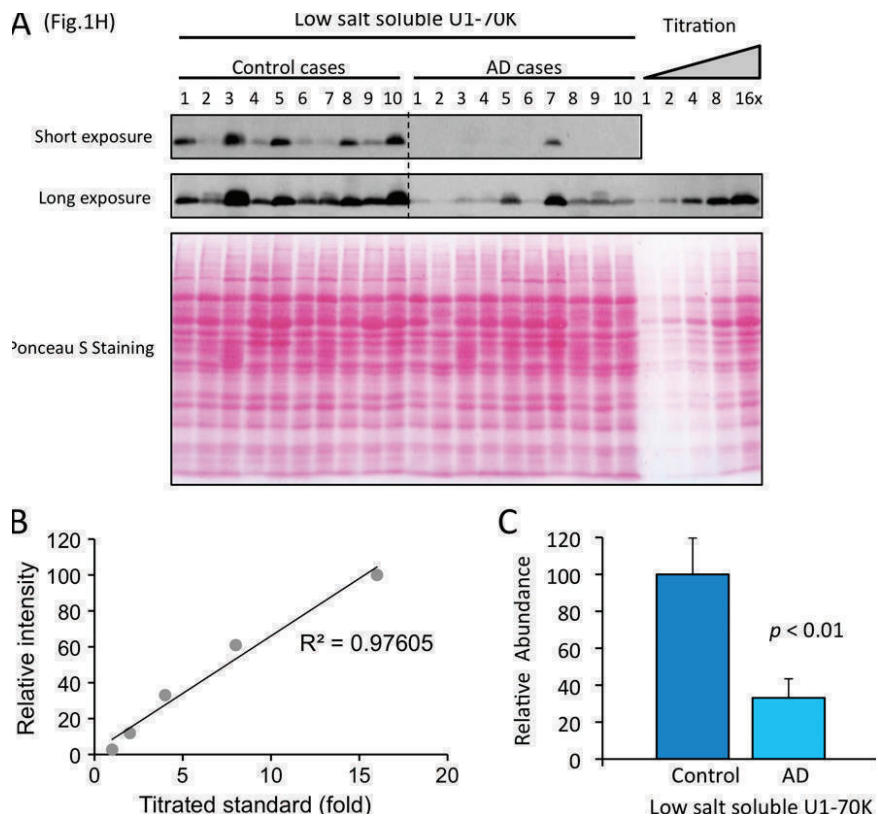 A (Fig.1H)
Low salt soluble U1-70K
Titration
Control cases
AD cases
1 2 3 4 5 6 7 8 9 10 1 2 3 4 5 6 7 8 9 10 1 2 4 8 16x
Short exposure
Long exposure
Ponceau S Staining
B
Relative intensity
120
100
80
60
40
20
0
R² = 0.97605
0 5 10 15 20
Titrated standard (fold)
C
Relative Abundance
120
100
80
60
40
20
0
p < 0.01
Control AD
Low salt soluble U1-70K